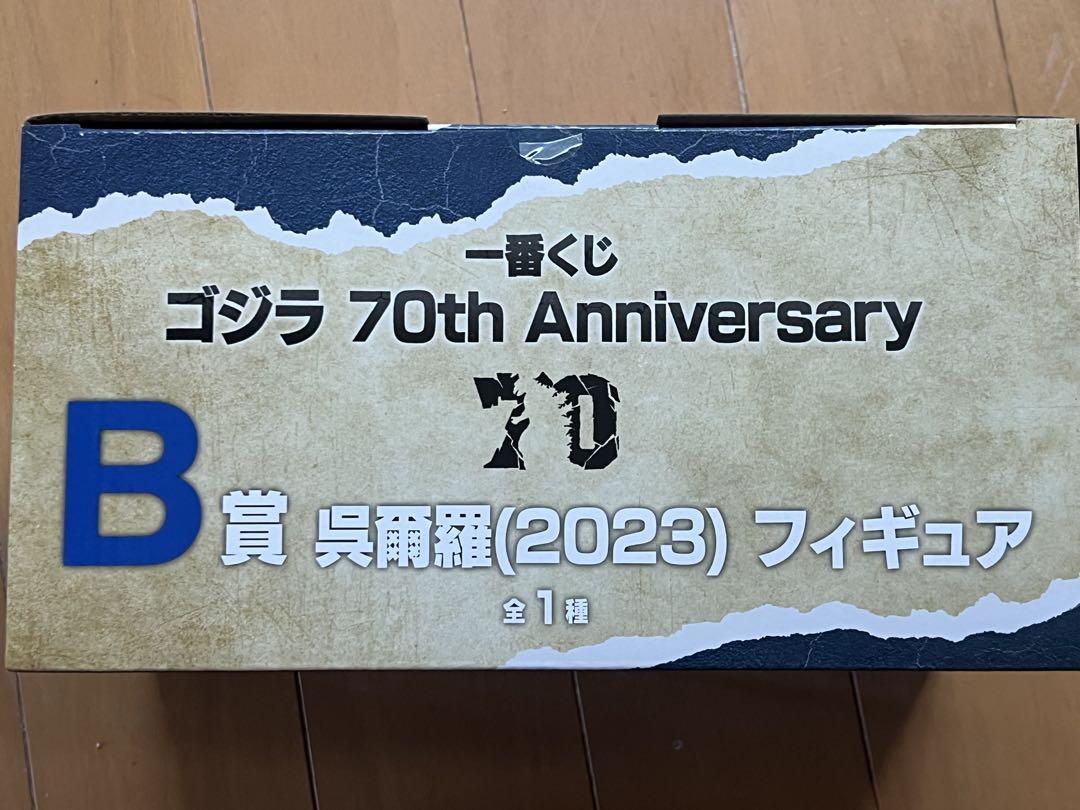 一番くじ
ゴジラ 70th Anniversary
70
B賞 呉爾羅(2023) フィギュア
全1種